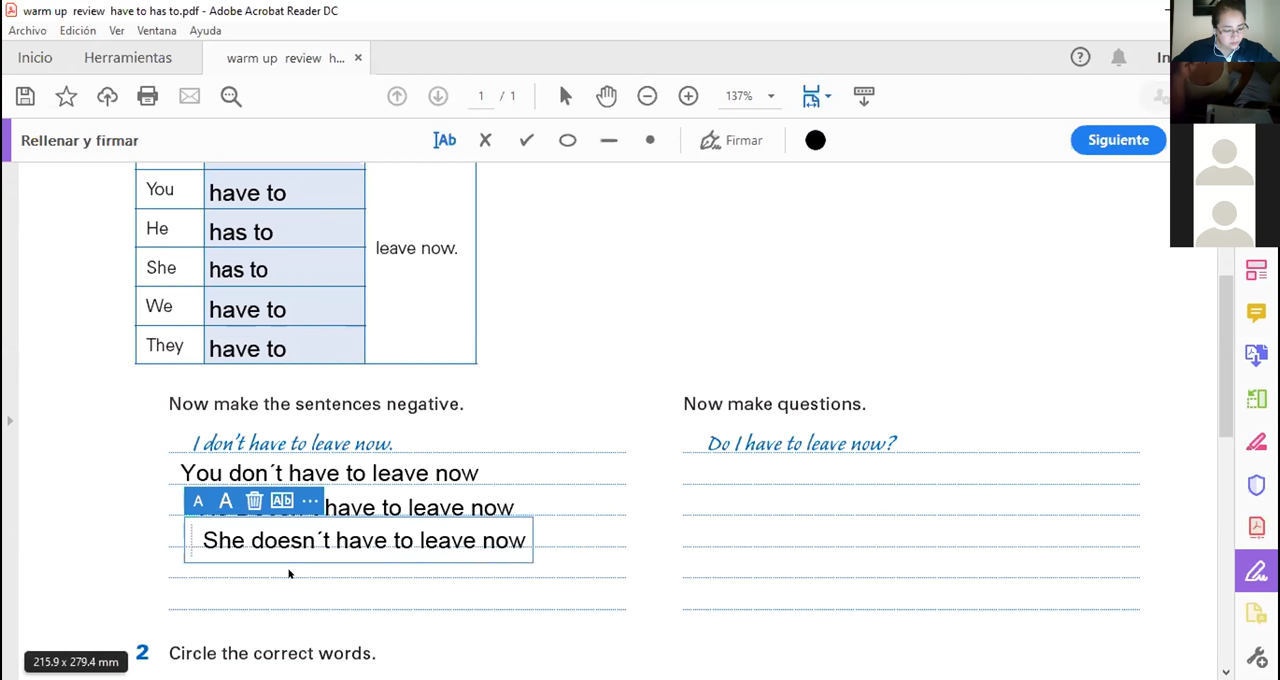 warm up review have to has to.pdf - Adobe Acrobat Reader DC
Archivo Edición Ver Ventana Ayuda
Inicio Herramientas warm up review h... × In
1 / 1 137%
Rellenar y firmar Ab Firmar Siguiente
You have to
He has to
She has to
leave now.
We have to
They have to
Now make the sentences negative.
I don't have to leave now.
You don´t have to leave now
A A Ab ...
have to leave now
She doesn´t have to leave now
Now make questions.
Do I have to leave now?
2 Circle the correct words.
215.9 x 279.4 mm